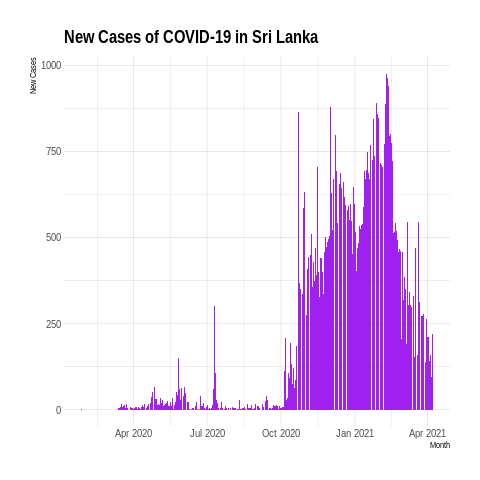 New Cases of COVID-19 in Sri Lanka
New Cases
1000
750
500
250
0
Apr 2020 Jul 2020 Oct 2020 Jan 2021 Apr 2021
Month